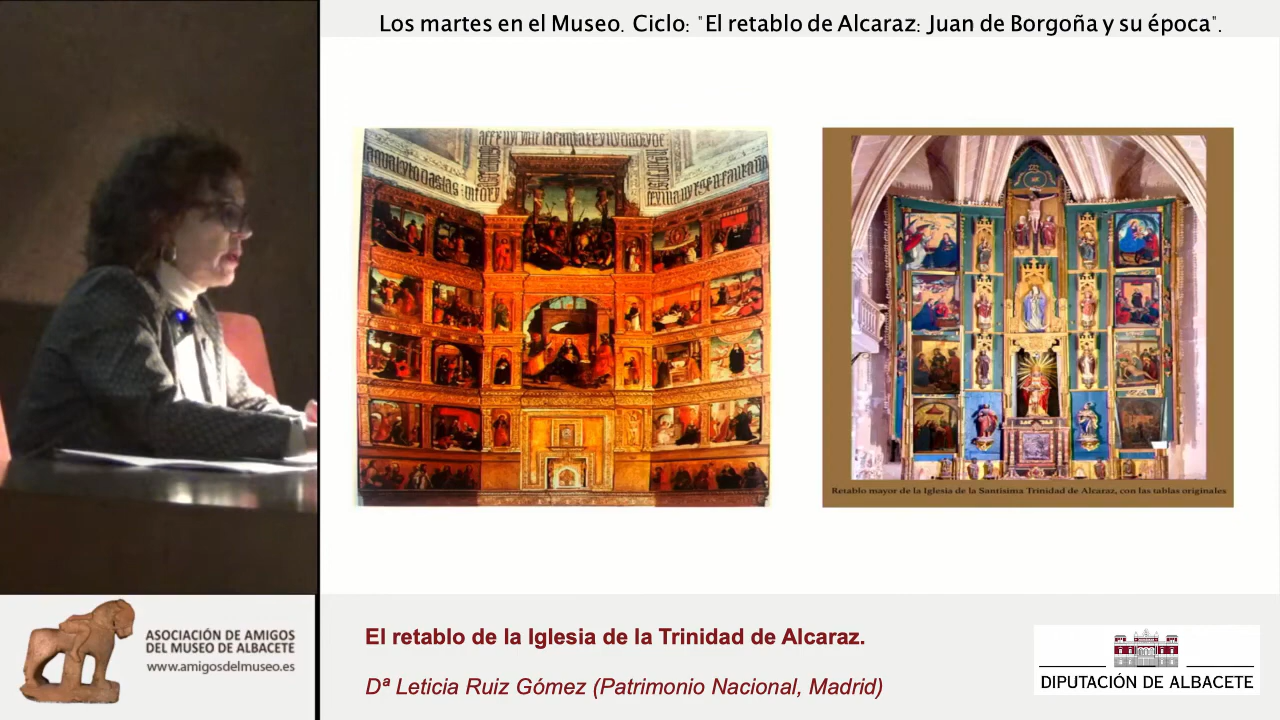 Los martes en el Museo. Ciclo: "El retablo de Alcaraz: Juan de Borgoña y su época".
Retablo mayor de la Iglesia de la Santísima Trinidad de Alcaraz, con las tablas originales
ASOCIACIÓN DE AMIGOS
DEL MUSEO DE ALBACETE
www.amigosdelmuseo.es
El retablo de la Iglesia de la Trinidad de Alcaraz.
Dª Leticia Ruiz Gómez (Patrimonio Nacional, Madrid)
DIPUTACIÓN DE ALBACETE